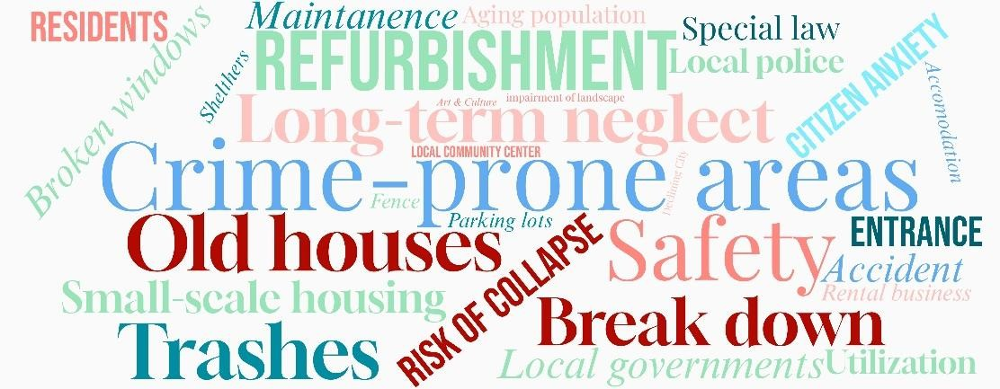 RESIDENTS
Broken windows
Shelthers
Maintanence
Aging population
Special law
REFURBISHMENT
Local police
CITIZEN ANXIETY
Accomodation
Art & Culture
impairment of landscape
Long-term neglect
LOCAL COMMUNITY CENTER
Crime-prone areas
Declining City
Fence
Parking lots
Old houses
RISK OF COLLAPSE
Safety
ENTRANCE
Accident
Rental business
Small-scale housing
Break down
Trashes
Local governments
Utilization